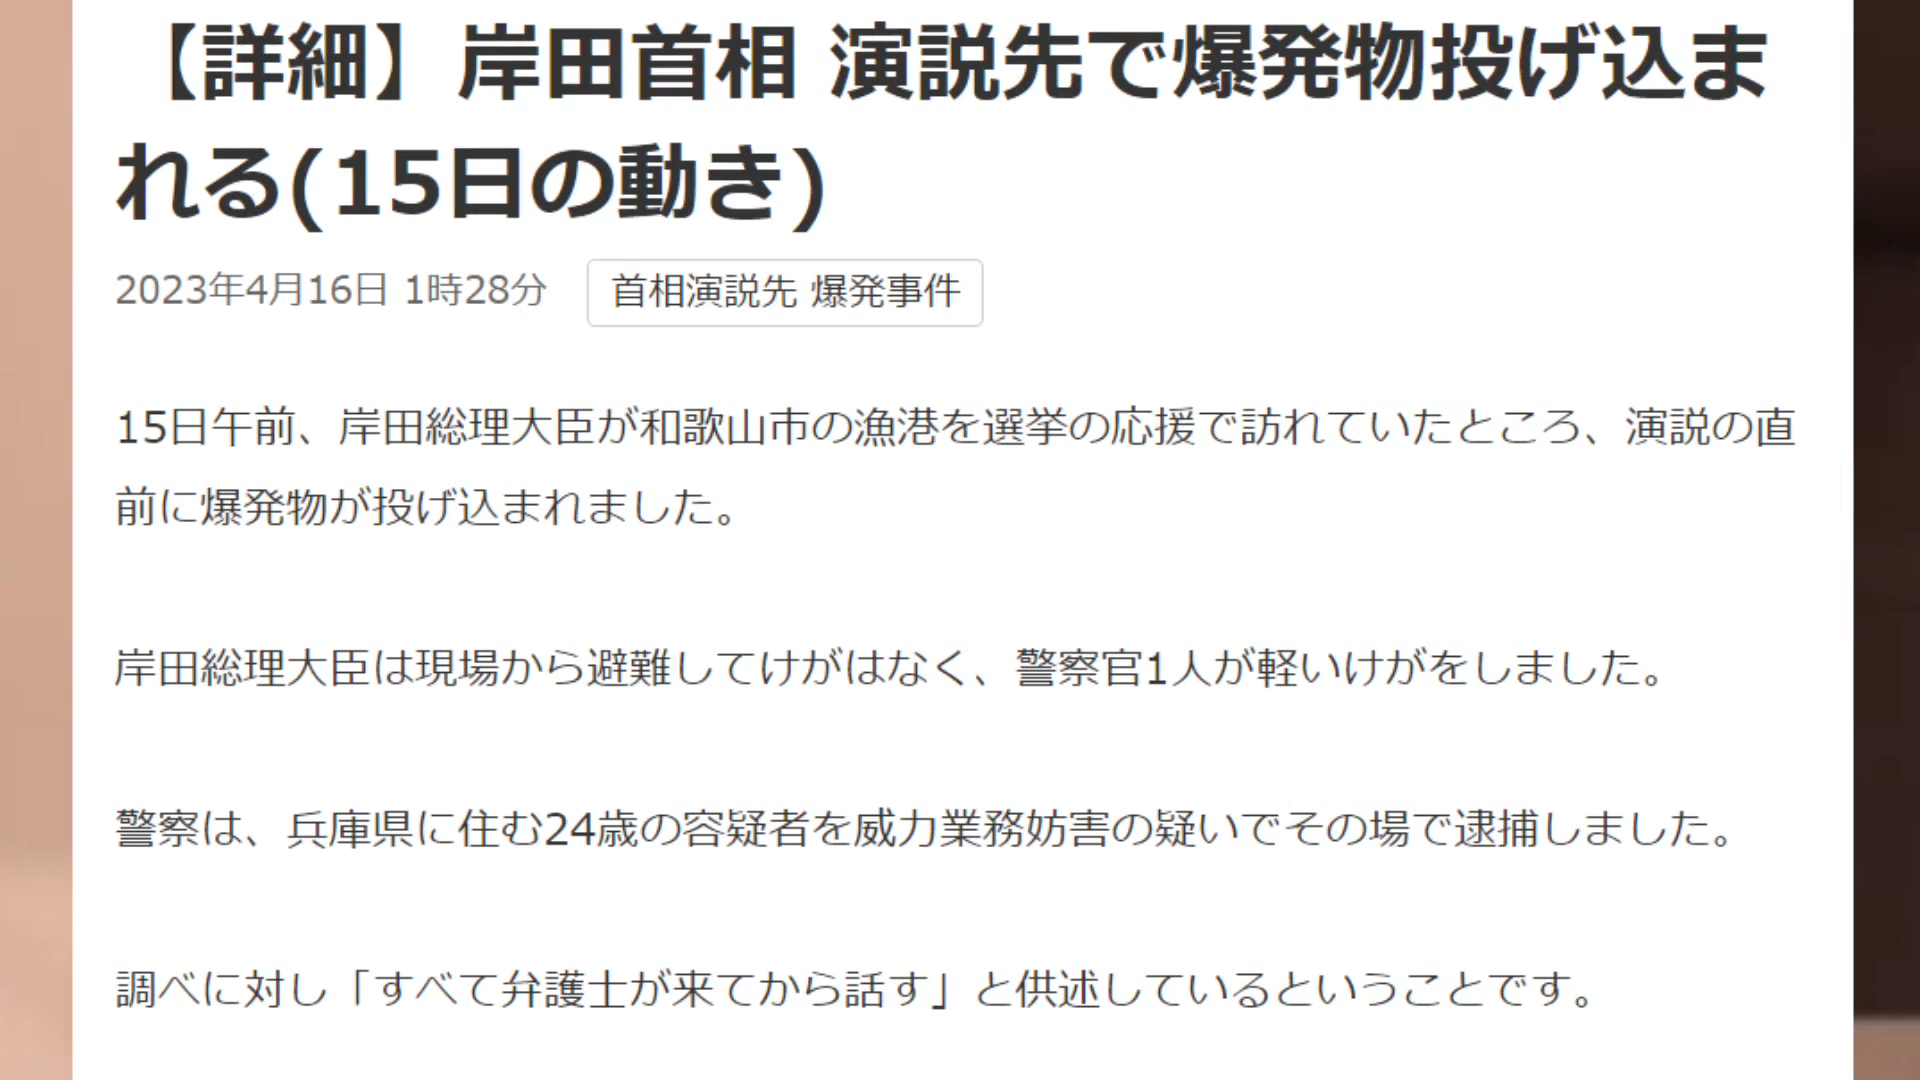 【詳細】岸田首相 演説先で爆発物投げ込ま
れる(15日の動き)
2023年4月16日 1時28分 首相演説先 爆発事件
15日午前、岸田総理大臣が和歌山市の漁港を選挙の応援で訪れていたところ、演説の直
前に爆発物が投げ込まれました。
岸田総理大臣は現場から避難してけがはなく、警察官1人が軽いけがをしました。
警察は、兵庫県に住む24歳の容疑者を威力業務妨害の疑いでその場で逮捕しました。
調べに対し「すべて弁護士が来てから話す」と供述しているということです。